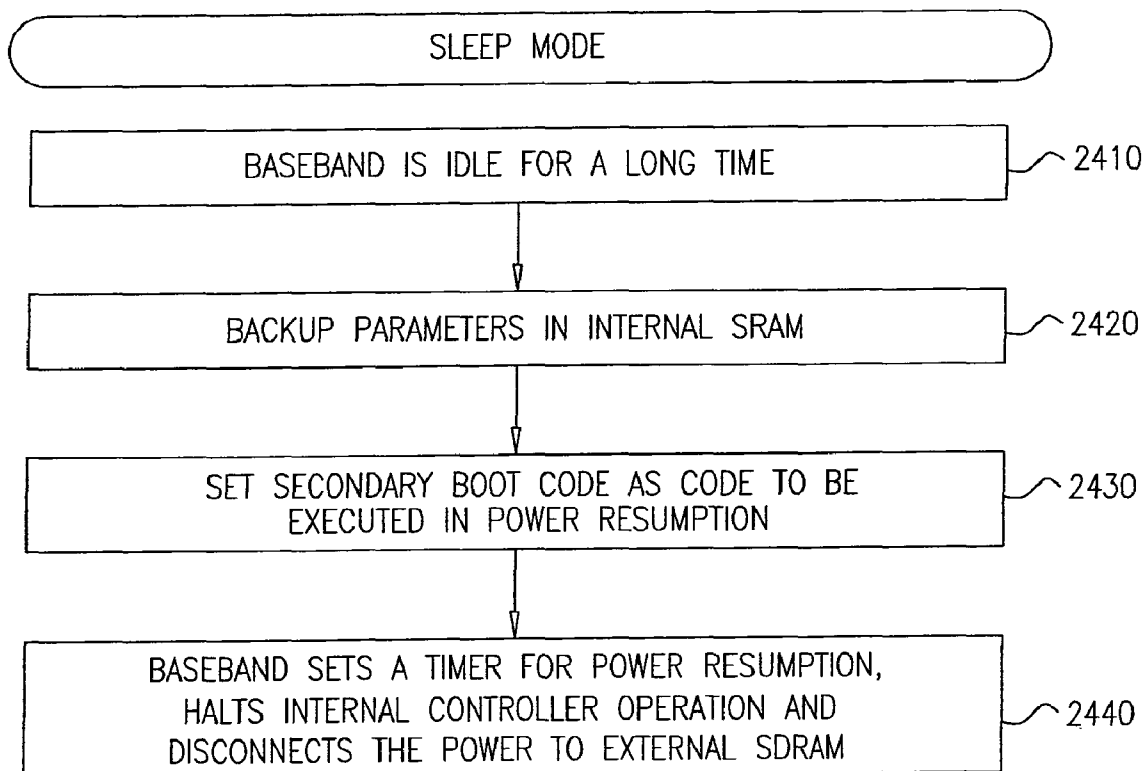 SLEEP MODE
BASEBAND IS IDLE FOR A LONG TIME
2410
BACKUP PARAMETERS IN INTERNAL SRAM
2420
SET SECONDARY BOOT CODE AS CODE TO BE
EXECUTED IN POWER RESUMPTION
2430
BASEBAND SETS A TIMER FOR POWER RESUMPTION,
HALTS INTERNAL CONTROLLER OPERATION AND
DISCONNECTS THE POWER TO EXTERNAL SDRAM
2440